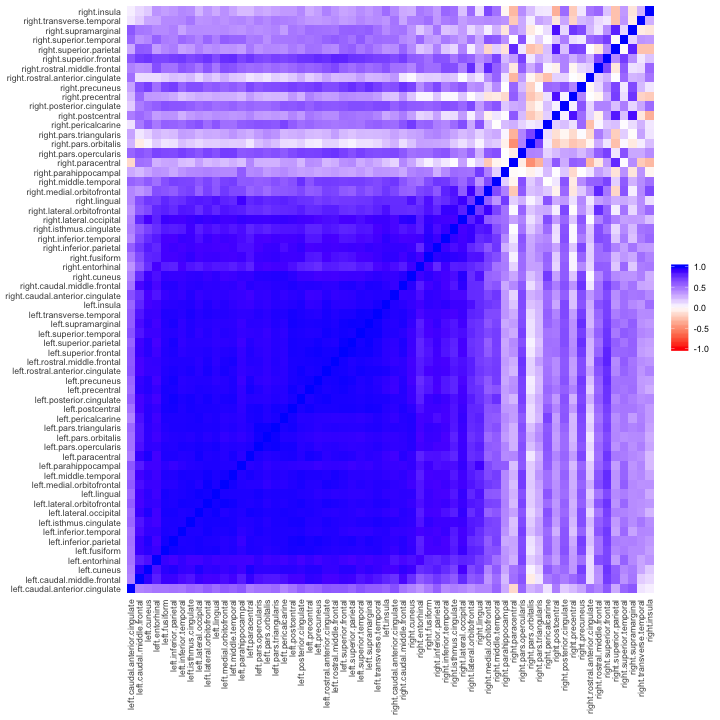 right.insula
right.transverse.temporal
right.supramarginal
right.superior.temporal
right.superior.parietal
right.superior.frontal
right.rostral.middle.frontal
right.rostral.anterior.cingulate
right.precuneus
right.precentral
right.posterior.cingulate
right.postcentral
right.pericalcarine
right.pars.triangularis
right.pars.orbitalis
right.pars.opercularis
right.paracentral
right.parahippocampal
right.middle.temporal
right.medial.orbitofrontal
right.lingual
right.lateral.orbitofrontal
right.lateral.occipital
right.isthmus.cingulate
right.inferior.temporal
right.inferior.parietal
right.fusiform
right.entorhinal
right.cuneus
right.caudal.middle.frontal
right.caudal.anterior.cingulate
left.insula
left.transverse.temporal
left.supramarginal
left.superior.temporal
left.superior.parietal
left.superior.frontal
left.rostral.middle.frontal
left.rostral.anterior.cingulate
left.precuneus
left.precentral
left.posterior.cingulate
left.postcentral
left.pericalcarine
left.pars.triangularis
left.pars.orbitalis
left.pars.opercularis
left.paracentral
left.parahippocampal
left.middle.temporal
left.medial.orbitofrontal
left.lingual
left.lateral.orbitofrontal
left.lateral.occipital
left.isthmus.cingulate
left.inferior.temporal
left.inferior.parietal
left.fusiform
left.entorhinal
left.cuneus
left.caudal.middle.frontal
left.caudal.anterior.cingulate
left.caudal.anterior.cingulate
left.caudal.middle.frontal
left.cuneus
left.entorhinal
left.fusiform
left.inferior.parietal
left.inferior.temporal
left.isthmus.cingulate
left.lateral.occipital
left.lateral.orbitofrontal
left.lingual
left.medial.orbitofrontal
left.middle.temporal
left.parahippocampal
left.paracentral
left.pars.opercularis
left.pars.orbitalis
left.pars.triangularis
left.pericalcarine
left.postcentral
left.posterior.cingulate
left.precentral
left.precuneus
left.rostral.anterior.cingulate
left.rostral.middle.frontal
left.superior.frontal
left.superior.parietal
left.superior.temporal
left.supramarginal
left.transverse.temporal
left.insula
right.caudal.anterior.cingulate
right.caudal.middle.frontal
right.cuneus
right.entorhinal
right.fusiform
right.inferior.parietal
right.inferior.temporal
right.isthmus.cingulate
right.lateral.occipital
right.lateral.orbitofrontal
right.lingual
right.medial.orbitofrontal
right.middle.temporal
right.parahippocampal
right.paracentral
right.pars.opercularis
right.pars.orbitalis
right.pars.triangularis
right.pericalcarine
right.postcentral
right.posterior.cingulate
right.precentral
right.precuneus
right.rostral.anterior.cingulate
right.rostral.middle.frontal
right.superior.frontal
right.superior.parietal
right.superior.temporal
right.supramarginal
right.transverse.temporal
right.insula
1.0
0.5
0.0
-0.5
-1.0